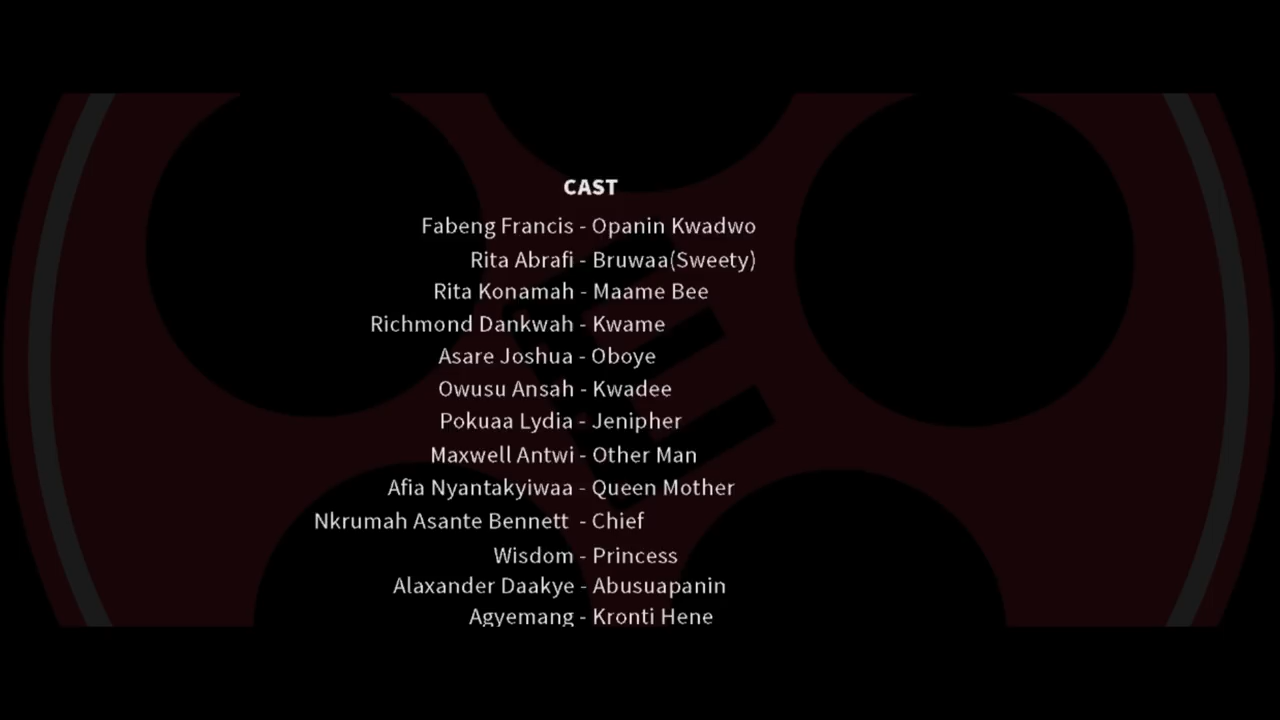 CAST
Fabeng Francis - Opanin Kwadwo
Rita Abrafi - Bruwaa(Sweety)
Rita Konamah - Maame Bee
Richmond Dankwah - Kwame
Asare Joshua - Oboye
Owusu Ansah - Kwadee
Pokuaa Lydia - Jenipher
Maxwell Antwi - Other Man
Afia Nyantakyiwaa - Queen Mother
Nkrumah Asante Bennett - Chief
Wisdom - Princess
Alaxander Daakye - Abusuapanin
Agyemang - Kronti Hene